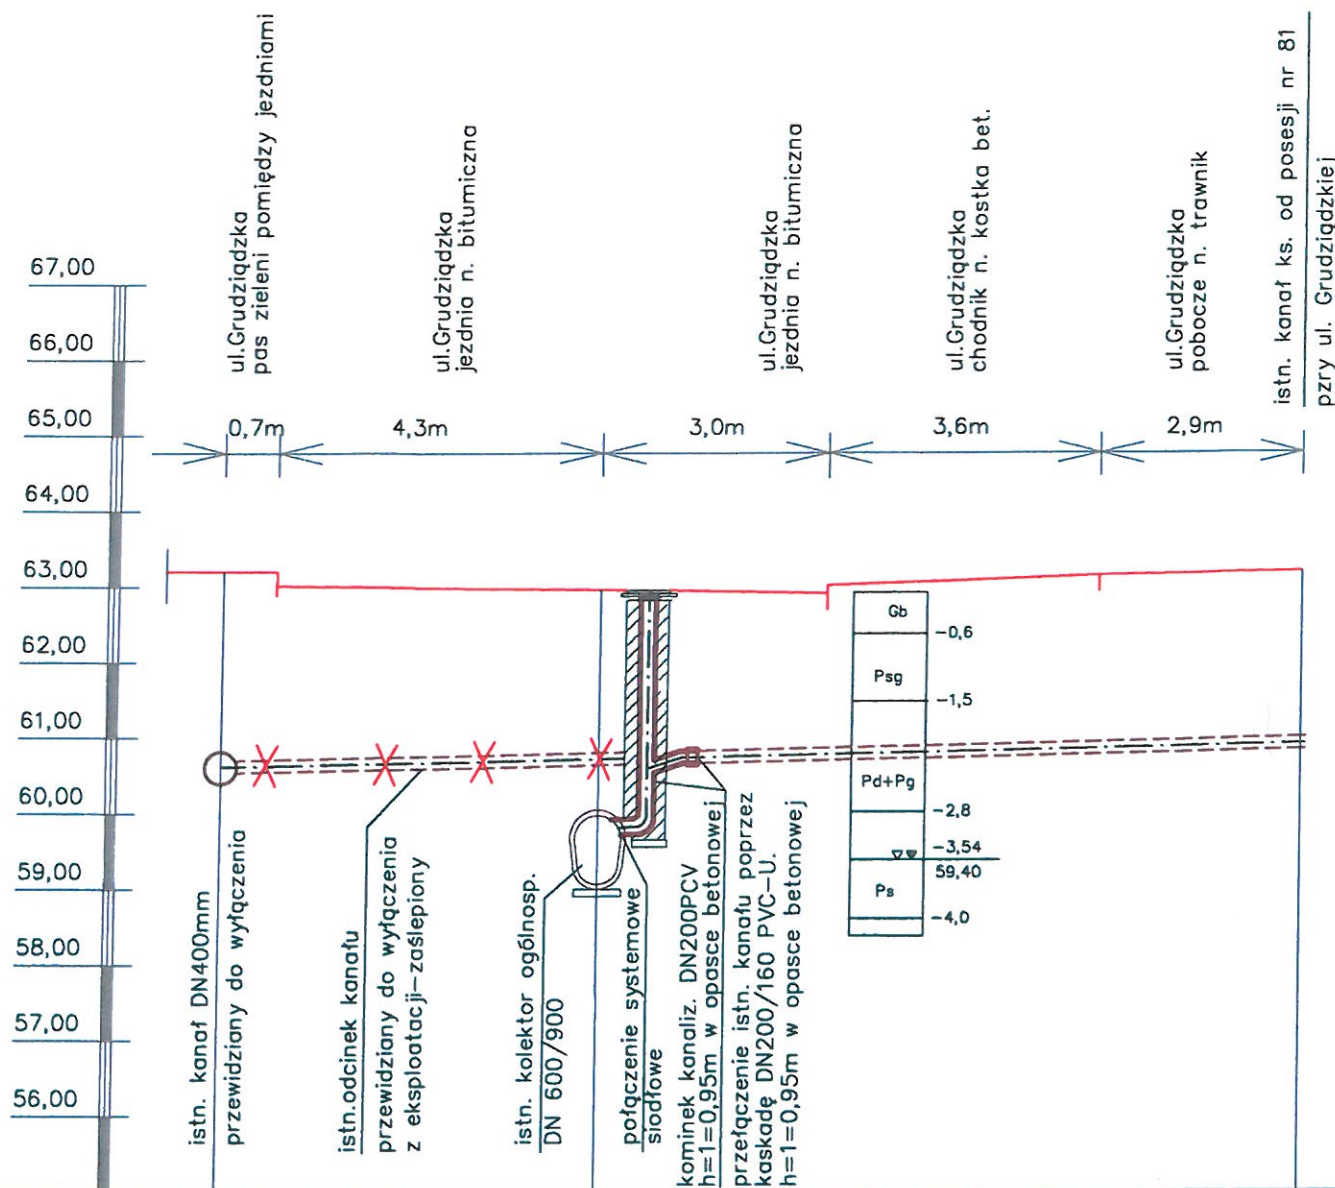 ul.Grudziądzka
pas zieleni pomiędzy jezdniami
ul.Grudziądzka
jezdnia n. bitumiczna
ul.Grudziądzka
jezdnia n. bitumiczna
ul.Grudziądzka
chodnik n. kostka bet.
ul.Grudziądzka
pobocze n. trawnik
istn. kanał ks. od posesji nr 81
pzry ul. Grudziądzkiej
67,00
66,00
65,00
64,00
63,00
62,00
61,00
60,00
59,00
58,00
57,00
56,00
0,7m
4,3m
3,0m
3,6m
2,9m
Gb
-0,6
Psg
-1,5
Pd+Pg
-2,8
-3,54
59,40
Ps
-4,0
istn. kanał DN400mm
przewidziany do wyłączenia
istn.odcinek kanału
przewidziany do wyłączenia
z eksploatacji-zaślepiony
istn. kolektor ogólnosp.
DN 600/900
połączenie systemowe
siodłowe
kominek kanaliz. DN200PCV
h=1=0,95m w opasce betonowej
przełączenie istn. kanału poprzez
kaskadę DN200/160 PVC-U.
h=1=0,95m w opasce betonowej